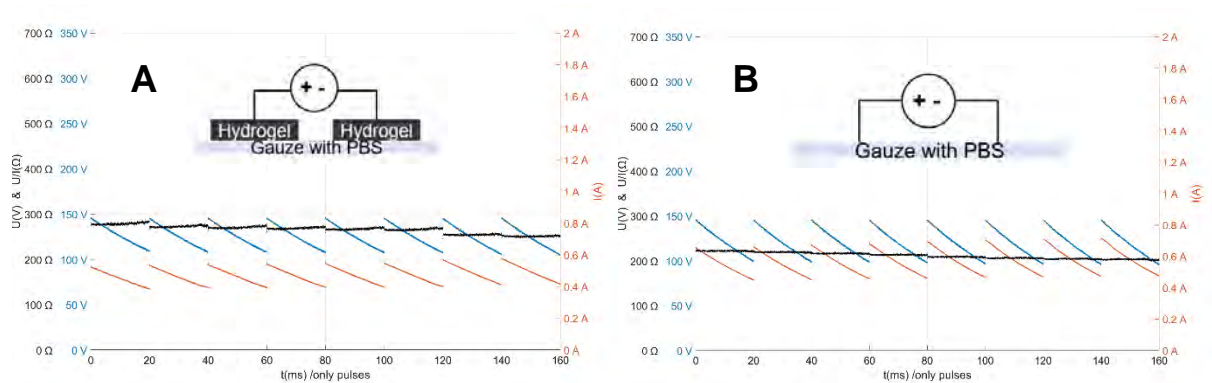 A
700 Ω 350 V 2 A
1.8 A
600 Ω 300 V
1.6 A
+ -
500 Ω 250 V 1.4 A
Hydrogel Hydrogel
Gauze with PBS
1.2 A
400 Ω 200 V
1 A
300 Ω 150 V 0.8 A
200 Ω 100 V 0.6 A
0.4 A
100 Ω 50 V
0.2 A
0 Ω 0 V 0 A
U(V) & U/I(Ω)
I(A)
0 20 40 60 80 100 120 140 160
t(ms) /only pulses
B
700 Ω 350 V 2 A
1.8 A
600 Ω 300 V
1.6 A
+ -
500 Ω 250 V 1.4 A
Gauze with PBS
1.2 A
400 Ω 200 V
1 A
300 Ω 150 V 0.8 A
200 Ω 100 V 0.6 A
0.4 A
100 Ω 50 V
0.2 A
0 Ω 0 V 0 A
U(V) & U/I(Ω)
I(A)
0 20 40 60 80 100 120 140 160
t(ms) /only pulses